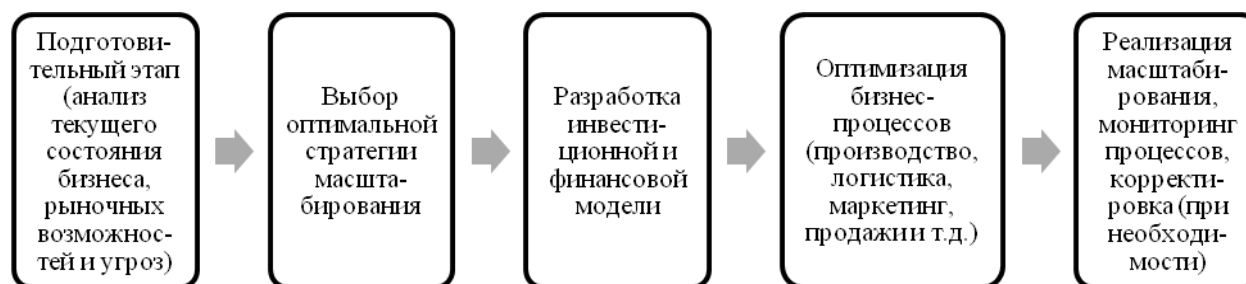 Подготови-
тельный этап
(анализ
текущего
состояния
бизнеса,
рыночных
возможнос-
тей и угроз)
Выбор
оптимальной
стратегии
масшта-
бирования
Разработка
инвести-
ционной и
финансовой
модели
Оптимизация
бизнес-
процессов
(производство,
логистика,
маркетинг,
продажи и т.д.)
Реализация
масштаби-
рования,
мониторинг
процессов,
корректи-
ровка (при
необходи-
мости)